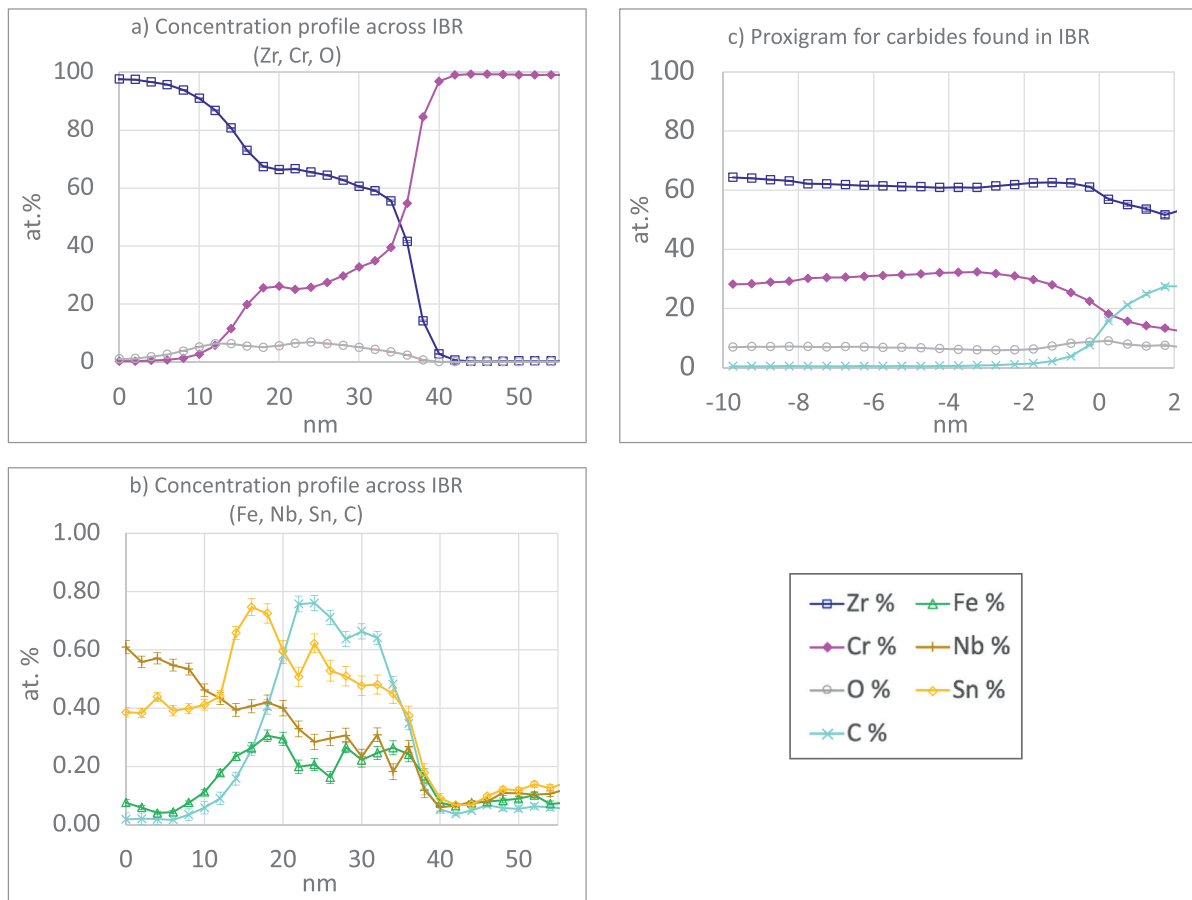 a) Concentration profile across IBR
(Zr, Cr, O)
100
80
60
40
20
0
at.%
0 10 20 30 40 50
nm
c) Proxigram for carbides found in IBR
100
80
60
40
20
0
at.%
-10 -8 -6 -4 -2 0 2
nm
b) Concentration profile across IBR
(Fe, Nb, Sn, C)
1.00
0.80
0.60
0.40
0.20
0.00
at. %
0 10 20 30 40 50
nm
Zr % Fe %
Cr % Nb %
O % Sn %
C %